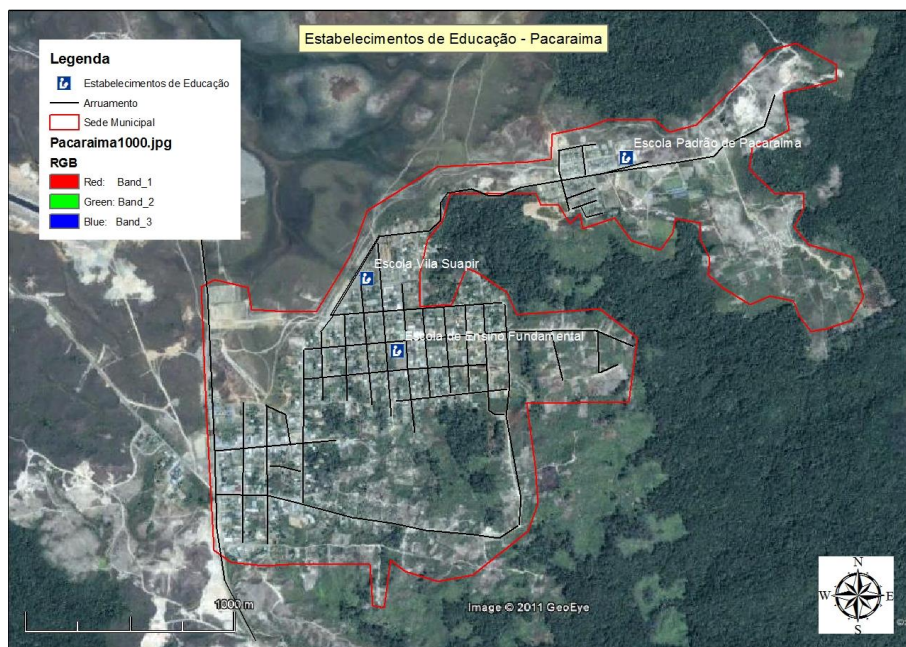 Estabelecimentos de Educação - Pacaraima
Legenda
Estabelecimentos de Educação
Arruamento
Sede Municipal
Pacaraima1000.jpg
RGB
Red: Band_1
Green: Band_2
Blue: Band_3
Escola Padrão de Pacaraima
Escola Vila Suapir
Escola de Ensino Fundamental
1000 m
Image © 2011 GeoEye
N
W E
S
©